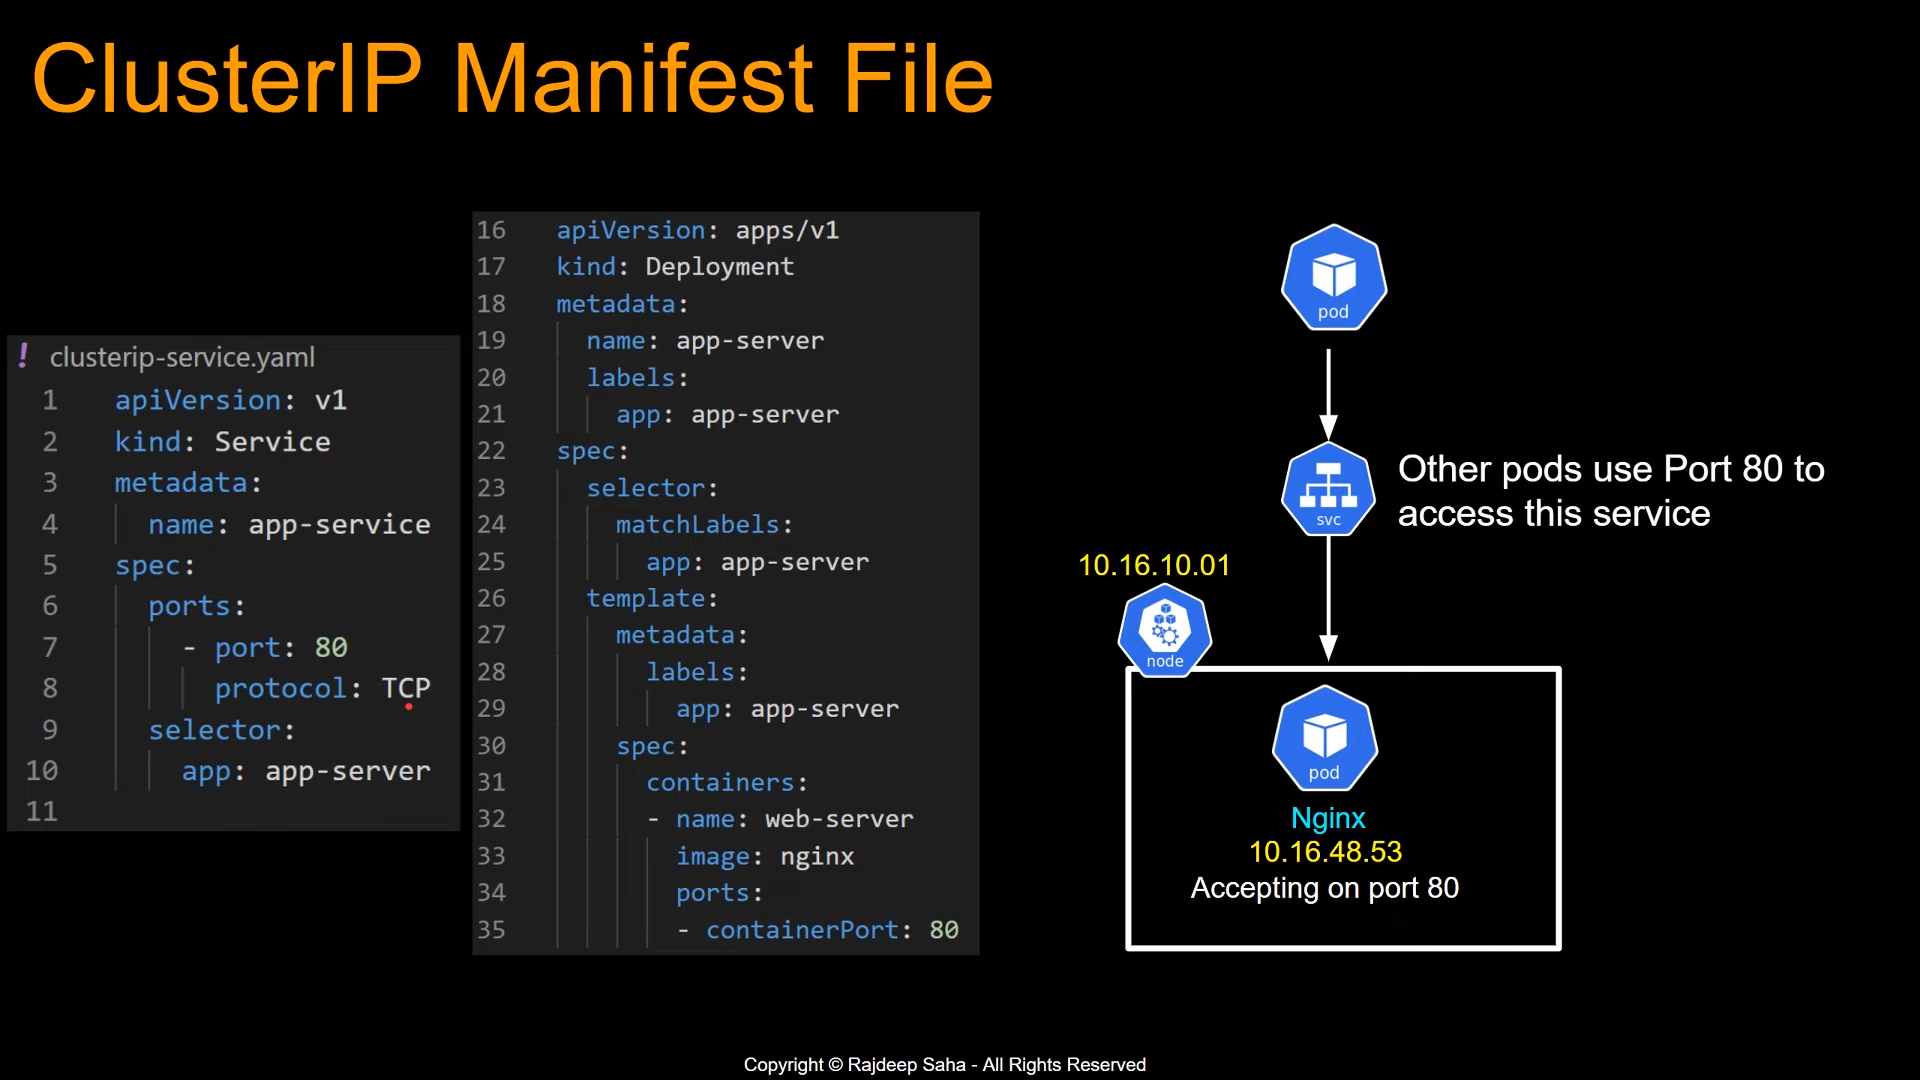 ClusterIP Manifest File
! clusterip-service.yaml
1 apiVersion: v1
2 kind: Service
3 metadata:
4 name: app-service
5 spec:
6 ports:
7 - port: 80
8 protocol: TCP
9 selector:
10 app: app-server
11
16 apiVersion: apps/v1
17 kind: Deployment
18 metadata:
19 name: app-server
20 labels:
21 app: app-server
22 spec:
23 selector:
24 matchLabels:
25 app: app-server
26 template:
27 metadata:
28 labels:
29 app: app-server
30 spec:
31 containers:
32 - name: web-server
33 image: nginx
34 ports:
35 - containerPort: 80
pod
svc
Other pods use Port 80 to
access this service
10.16.10.01
node
pod
Nginx
10.16.48.53
Accepting on port 80
Copyright © Rajdeep Saha - All Rights Reserved